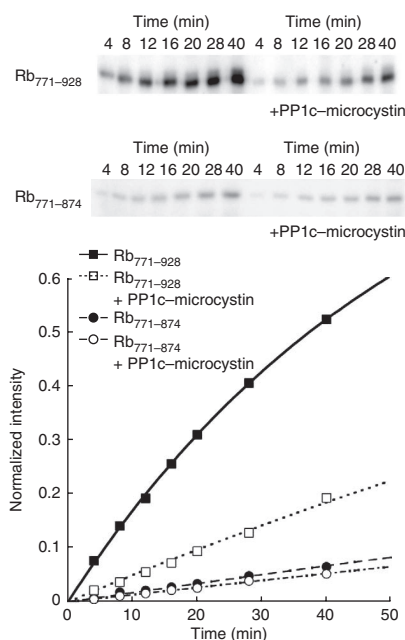 Time (min) Time (min)
4 8 12 16 20 28 40 4 8 12 16 20 28 40
Rb771–928
+PP1c–microcystin
Time (min) Time (min)
4 8 12 16 20 28 40 4 8 12 16 20 28 40
Rb771–874
+PP1c–microcystin
Rb771–928
Rb771–928
+ PP1c–microcystin
Rb771–874
Rb771–874
+ PP1c–microcystin
Normalized intensity
0.6
0.5
0.4
0.3
0.2
0.1
0
0 10 20 30 40 50
Time (min)